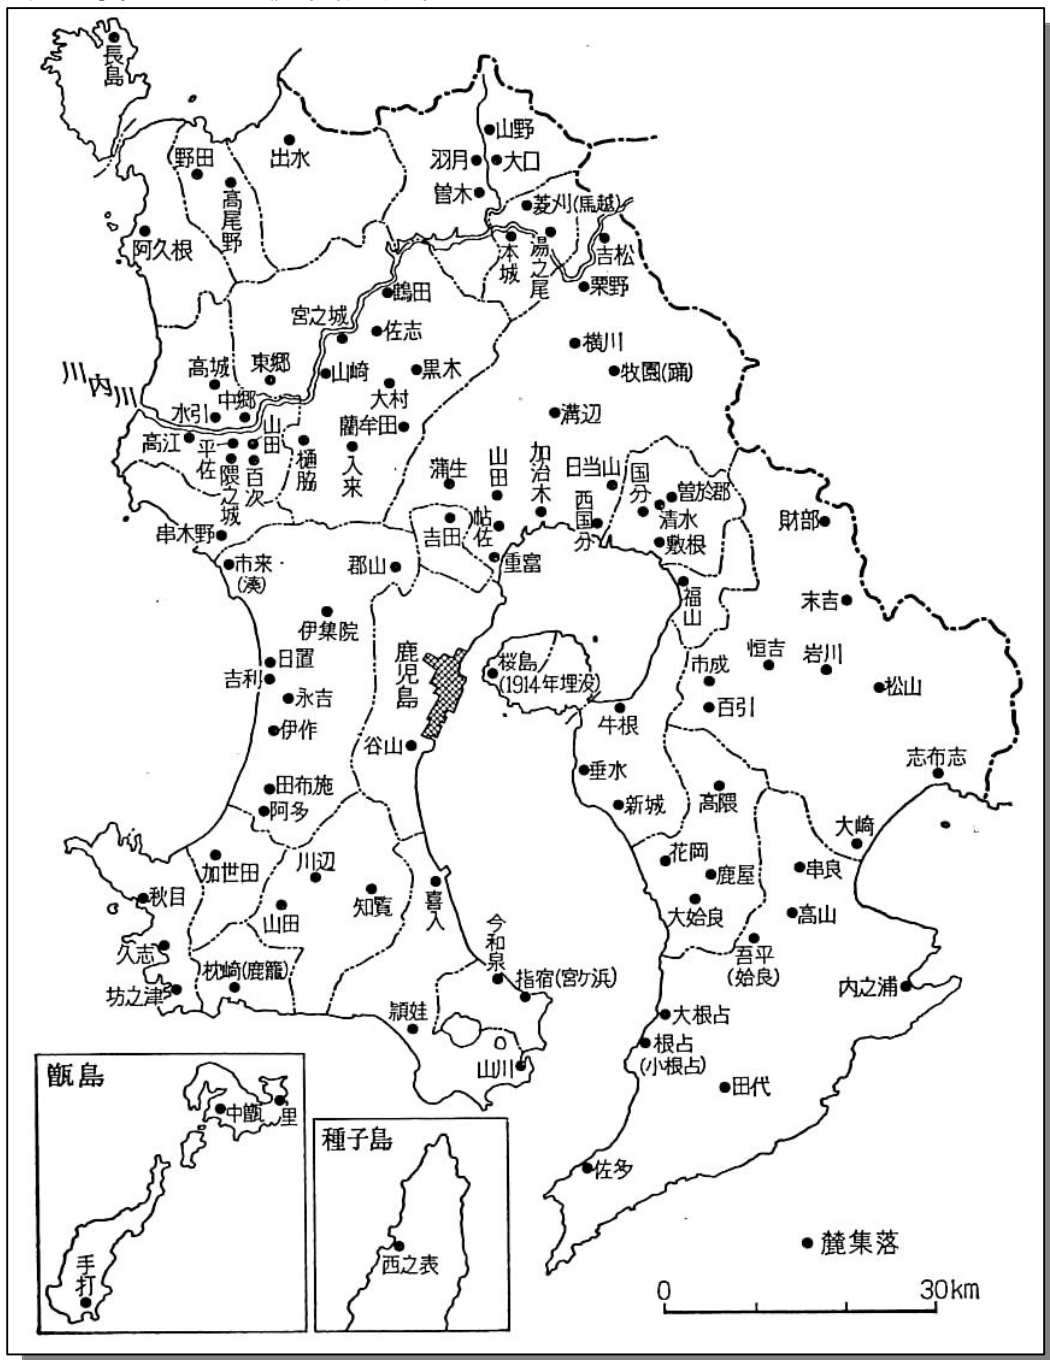 長島
出水
野田
高尾野
阿久根
山野
羽月
大口
曽木
菱刈(馬越)
本城
湯之尾
吉松
栗野
鶴田
宮之城
佐志
横川
東郷
山崎
黒木
牧園(踊)
高城
大村
川内川
中郷
水引
藺牟田
溝辺
高江
平佐
山田
隈之城
百次
樋脇
入来
蒲生
山田
加治木
日当山
国分
曽於郡
清水
西国分
敷根
財部
串木野
吉田
帖佐
重富
市来
(湊)
郡山
福山
末吉
伊集院
鹿児島
桜島
(1914年埋没)
日置
吉利
永吉
市成
恒吉
岩川
松山
百引
牛根
伊作
谷山
垂水
志布志
田布施
阿多
新城
高隈
大崎
加世田
川辺
花岡
鹿屋
串良
秋目
山田
知覧
喜入
大姶良
高山
久志
今和泉
吾平
(姶良)
枕崎(鹿籠)
指宿(宮ケ浜)
坊之津
内之浦
頴娃
大根占
根占
(小根占)
山川
田代
佐多
甑島
中甑
里
手打
種子島
西之表
麓集落
0
30km